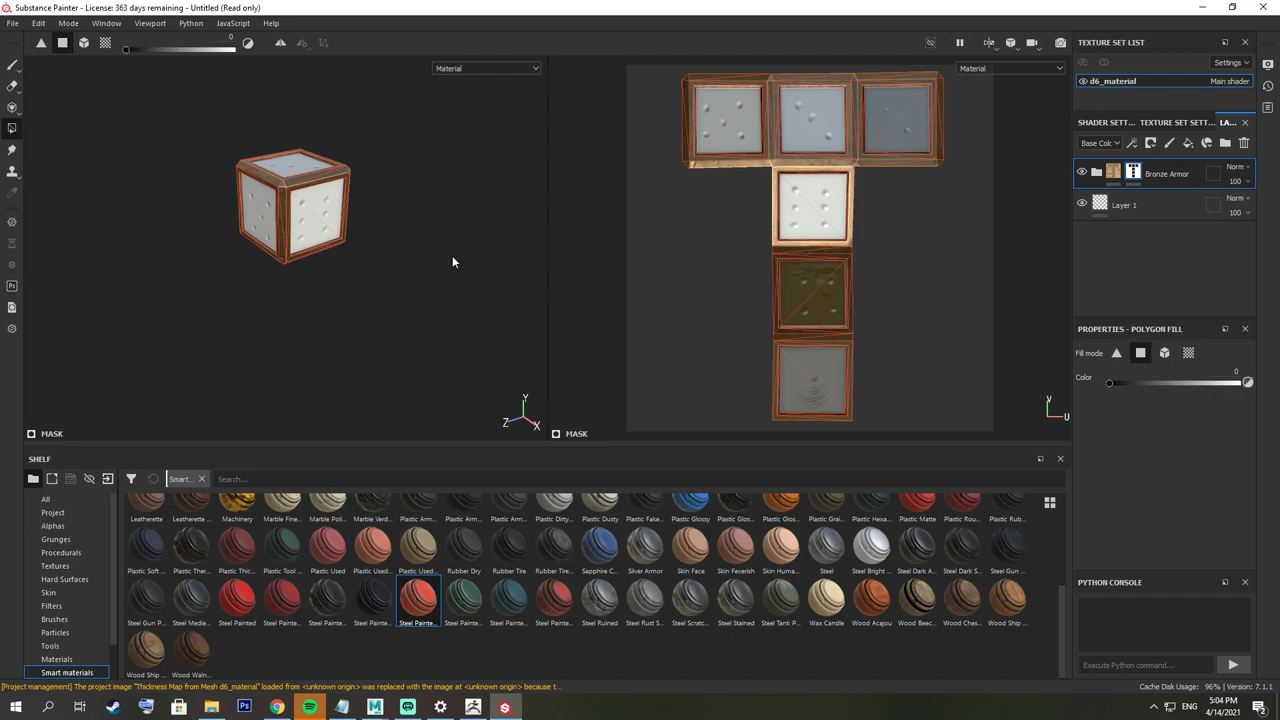 Substance Painter - License: 363 days remaining - Untitled (Read only)
File Edit Mode Window Viewport Python JavaScript Help
0
Material
Material
TEXTURE SET LIST
Settings
d6_material Main shader
SHADER SETT... TEXTURE SET SETT... LA...
Base Col
Bronze Armor Norm
100
Layer 1 Norm
100
PROPERTIES - POLYGON FILL
Fill mode
Color 0
Y
Z X
V
U
MASK
MASK
SHELF
Smart...
Search...
All
Project
Alphas
Grunges
Procedurals
Textures
Hard Surfaces
Skin
Filters
Brushes
Particles
Tools
Materials
Smart materials
Leatherette Leatherette ... Machinery Marble Fine... Marble Poli... Marble Verd... Plastic Arm... Plastic Arm... Plastic Arm... Plastic Dirty... Plastic Dusty Plastic Fake... Plastic Glossy Plastic Glos... Plastic Glos... Plastic Grai... Plastic Hexa... Plastic Matte Plastic Rou... Plastic Rub...
Plastic Soft ... Plastic Ther... Plastic Thic... Plastic Tool ... Plastic Used Plastic Used... Plastic Used... Rubber Dry Rubber Tire Rubber Tire... Sapphire C... Silver Armor Skin Face Skin Feverish Skin Huma... Steel Steel Bright ... Steel Dark A... Steel Dark S... Steel Gun ...
Steel Gun P... Steel Medie... Steel Painted Steel Painte... Steel Painte... Steel Painte... Steel Painte... Steel Painte... Steel Painte... Steel Painte... Steel Ruined Steel Rust S... Steel Scratc... Steel Stained Steel Tank P... Wax Candle Wood Acajou Wood Beec... Wood Ches... Wood Ship ...
Wood Ship ... Wood Waln...
PYTHON CONSOLE
Execute Python command...
[Project management] The project image "Thickness Map from Mesh d6_material" loaded from <unknown origin> was replaced with the image at <unknown origin> because t...
Cache Disk Usage: 96% | Version: 7.1.1
ENG
5:04 PM
4/14/2021
2